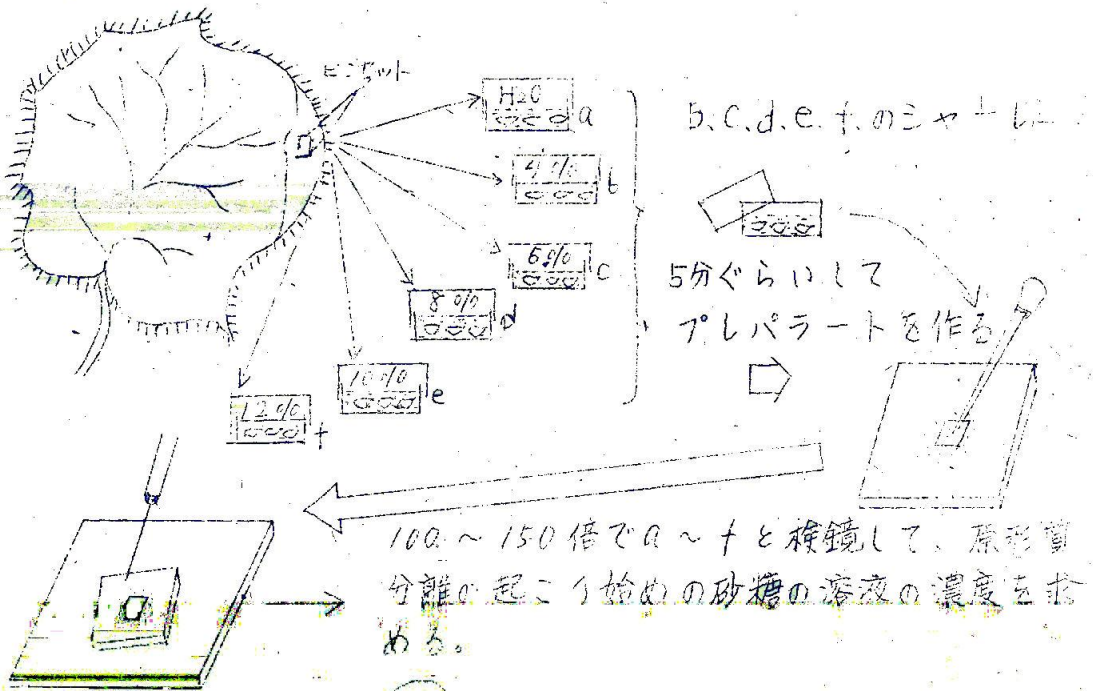 ピンセット
H2O
a
4%
b
6%
c
8%
d
10%
e
12%
f
b.c.d.e.f.のシャーレに
5分ぐらいして
プレパラートを作る
100~150倍でa~fと検鏡して、原形質
分離の起こり始めの砂糖の溶液の濃度を求
める。